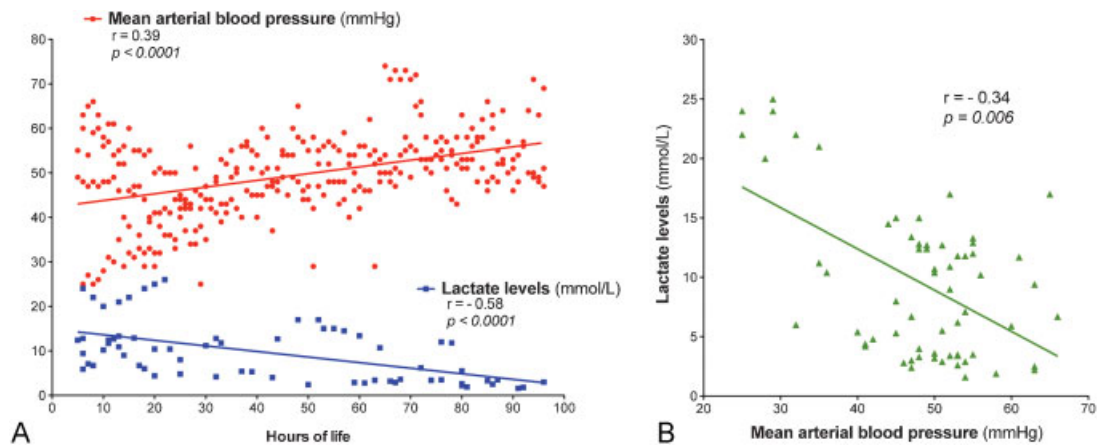 Mean arterial blood pressure (mmHg)
r = 0.39
p < 0.0001
80
70
60
50
40
30
20
10
0
Lactate levels (mmol/L)
r = - 0.58
p < 0.0001
0 10 20 30 40 50 60 70 80 90 100
A
Hours of life
30
25
20
15
10
5
0
Lactate levels (mmol/L)
r = - 0.34
p = 0.006
20 30 40 50 60 70
B
Mean arterial blood pressure (mmHg)